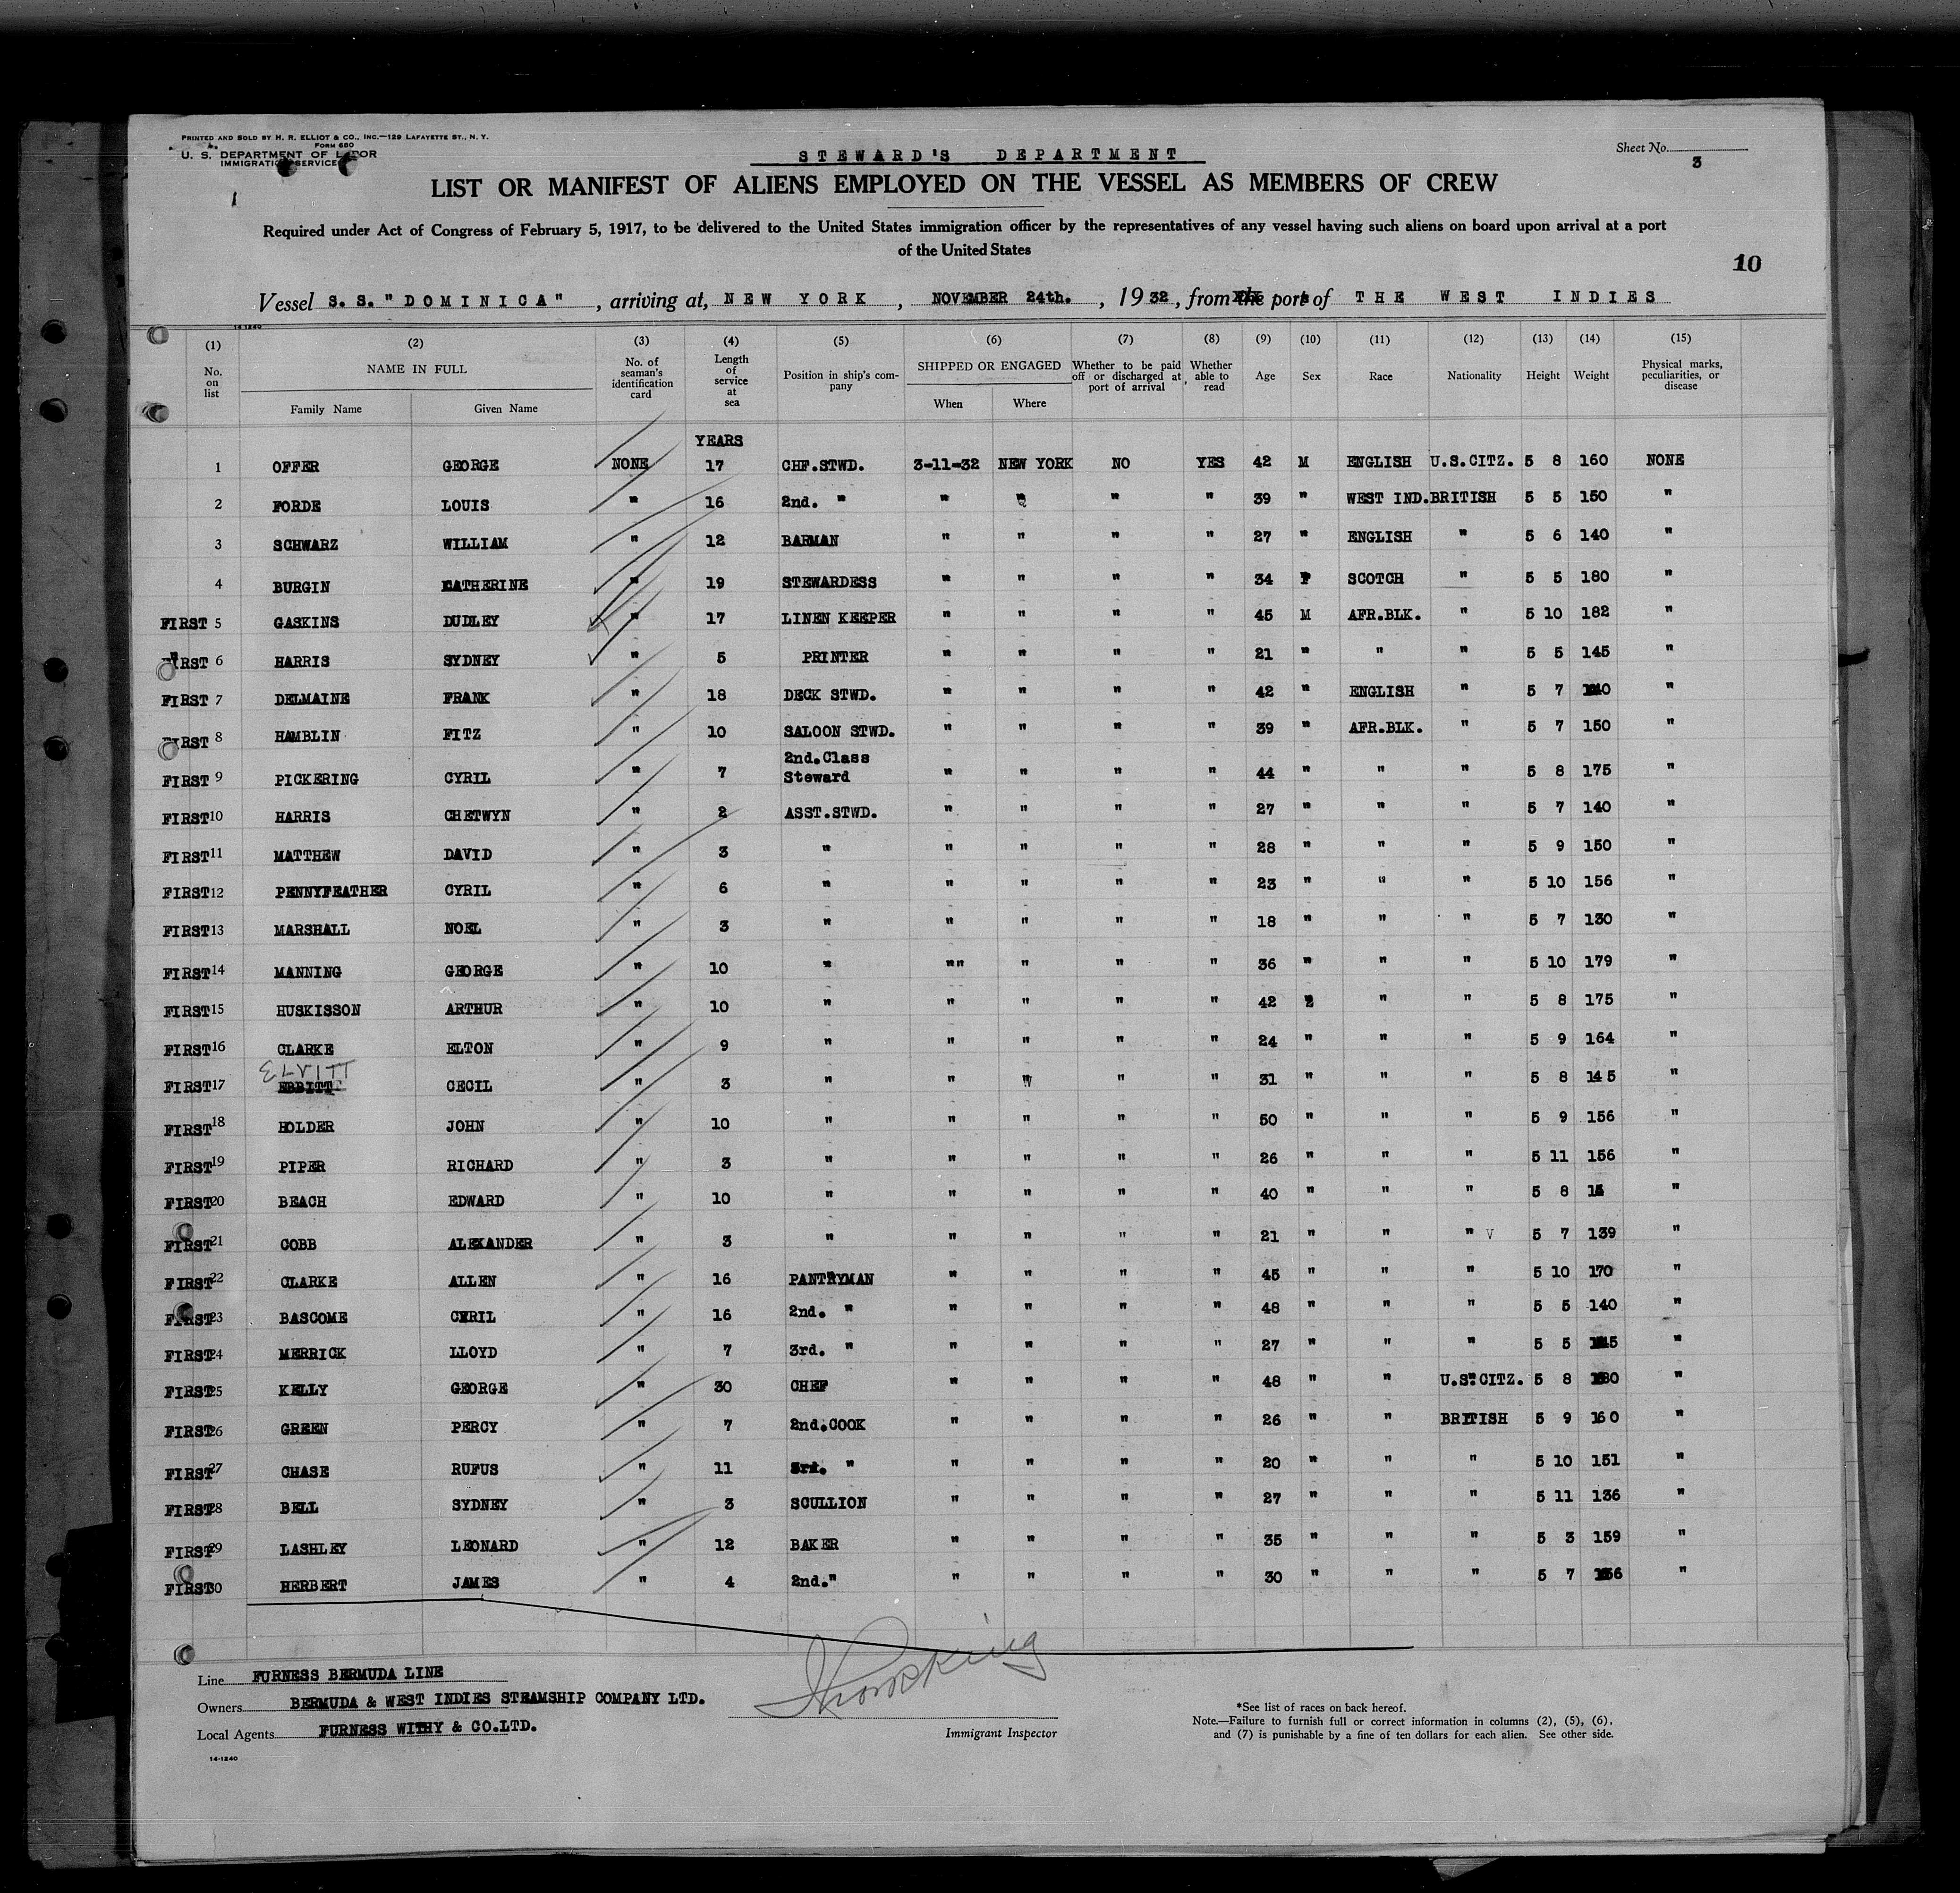 PRINTED AND SOLD BY H. R. ELLIOT & CO., INC.—129 LAFAYETTE ST., N. Y.
FORM 680
U. S. DEPARTMENT OF LABOR
IMMIGRATION SERVICE
STEWARD'S DEPARTMENT
Sheet No. 3
LIST OR MANIFEST OF ALIENS EMPLOYED ON THE VESSEL AS MEMBERS OF CREW
Required under Act of Congress of February 5, 1917, to be delivered to the United States immigration officer by the representatives of any vessel having such aliens on board upon arrival at a port
of the United States
10
Vessel S. S. "DOMINICA", arriving at, NEW YORK, NOVEMBER 24th., 1932, from the port of THE WEST INDIES
14-1240
(1) (2) (3) (4) (5) (6) (7) (8) (9) (10) (11) (12) (13) (14) (15)
No. on list NAME IN FULL Family Name Given Name No. of seaman's identification card Length of service at sea Position in ship's company SHIPPED OR ENGAGED When Where Whether to be paid off or discharged at port of arrival Whether able to read Age Sex Race Nationality Height Weight Physical marks, peculiarities, or disease
YEARS
1 OFFER GEORGE NONE 17 CHF.STWD. 3-11-32 NEW YORK NO YES 42 M ENGLISH U.S.CITZ. 5 8 160 NONE
2 FORDE LOUIS " 16 2nd. " " " " " 39 " WEST IND. BRITISH 5 5 150 "
3 SCHWARZ WILLIAM " 12 BARMAN " " " " 27 " ENGLISH " 5 6 140 "
4 BURGIN CATHERINE " 19 STEWARDESS " " " " 34 F SCOTCH " 5 5 180 "
FIRST 5 GASKINS DUDLEY " 17 LINEN KEEPER " " " " 45 M AFR.BLK. " 5 10 182 "
FIRST 6 HARRIS SYDNEY " 5 PRINTER " " " " 21 " " " 5 5 145 "
FIRST 7 DELMAINE FRANK " 18 DECK STWD. " " " " 42 " ENGLISH " 5 7 "
FIRST 8 HAMBLIN FITZ " 10 SALOON STWD. " " " " 39 " AFR.BLK. " 5 7 150 "
FIRST 9 PICKERING CYRIL " 7 2nd.Class Steward " " " " 44 " " " 5 8 175 "
FIRST 10 HARRIS CHETWYN " 2 ASST.STWD. " " " " 27 " " " 5 7 140 "
FIRST 11 MATTHEW DAVID " 3 " " " " " 28 " " " 5 9 150 "
FIRST 12 PENNYFEATHER CYRIL " 6 " " " " " 23 " " " 5 10 156 "
FIRST 13 MARSHALL NOEL " 3 " " " " " 18 " " " 5 7 130 "
FIRST 14 MANNING GEORGE " 10 " "" " " " 36 " " " 5 10 179 "
FIRST 15 HUSKISSON ARTHUR " 10 " " " " " 42 " " 5 8 175 "
FIRST 16 CLARKE ELTON " 9 " " " " " 24 " " " 5 9 164 "
ELVITT
FIRST 17 EBBITT CECIL " 3 " " " " " 31 " " " 5 8 145 "
FIRST 18 HOLDER JOHN " 10 " " " " " 50 " " " 5 9 156 "
FIRST 19 PIPER RICHARD " 3 " " " " " 26 " " " 5 11 156 "
FIRST 20 BEACH EDWARD " 10 " " " " " 40 " " " 5 8 "
FIRST 21 COBB ALEXANDER " 3 " " " " " 21 " " " 5 7 139 "
FIRST 22 CLARKE ALLEN " 16 PANTRYMAN " " " " 45 " " " 5 10 170 "
FIRST 23 BASCOME CYRIL " 16 2nd. " " " " " 48 " " " 5 5 140 "
FIRST 24 MERRICK LLOYD " 7 3rd. " " " " " 27 " " " 5 5 "
FIRST 25 KELLY GEORGE " 30 CHEF " " " " 48 " " U.S.CITZ. 5 8 "
FIRST 26 GREEN PERCY " 7 2nd.COOK " " " " 26 " " BRITISH 5 9 160 "
FIRST 27 CHASE RUFUS " 11 3rd. " " " " " 20 " " " 5 10 151 "
FIRST 28 BELL SYDNEY " 3 SCULLION " " " " 27 " " " 5 11 136 "
FIRST 29 LASHLEY LEONARD " 12 BAKER " " " " 35 " " " 5 3 159 "
FIRST 30 HERBERT JAMES " 4 2nd." " " " " 30 " " " 5 7 "
Line FURNESS BERMUDA LINE
Owners BERMUDA & WEST INDIES STEAMSHIP COMPANY LTD.
Local Agents FURNESS WITHY & CO.LTD.
Immigrant Inspector
*See list of races on back hereof.
Note.—Failure to furnish full or correct information in columns (2), (5), (6),
and (7) is punishable by a fine of ten dollars for each alien. See other side.
14-1240